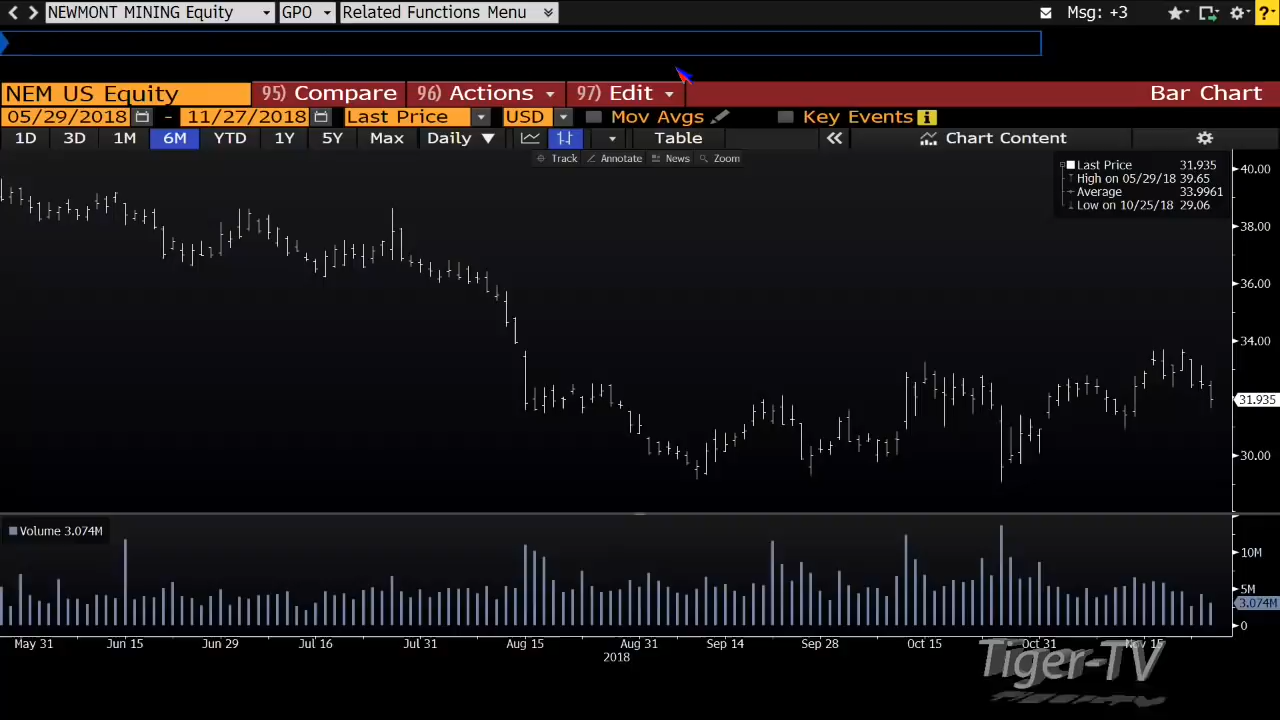 NEWMONT MINING Equity GPO Related Functions Menu Msg: +3 ?
NEM US Equity 95) Compare 96) Actions 97) Edit Bar Chart
05/29/2018 - 11/27/2018 Last Price USD Mov Avgs Key Events i
1D 3D 1M 6M YTD 1Y 5Y Max Daily ▼ Table « Chart Content
Track Annotate News Zoom
Last Price 31.935
High on 05/29/18 39.65
Average 33.9961
Low on 10/25/18 29.06
40.00
38.00
36.00
34.00
31.935
30.00
Volume 3.074M
10M
5M
3.074M
0
May 31 Jun 15 Jun 29 Jul 16 Jul 31 Aug 15 Aug 31 Sep 14 Sep 28 Oct 15 Oct 31 Nov 15
2018
Tiger-TV